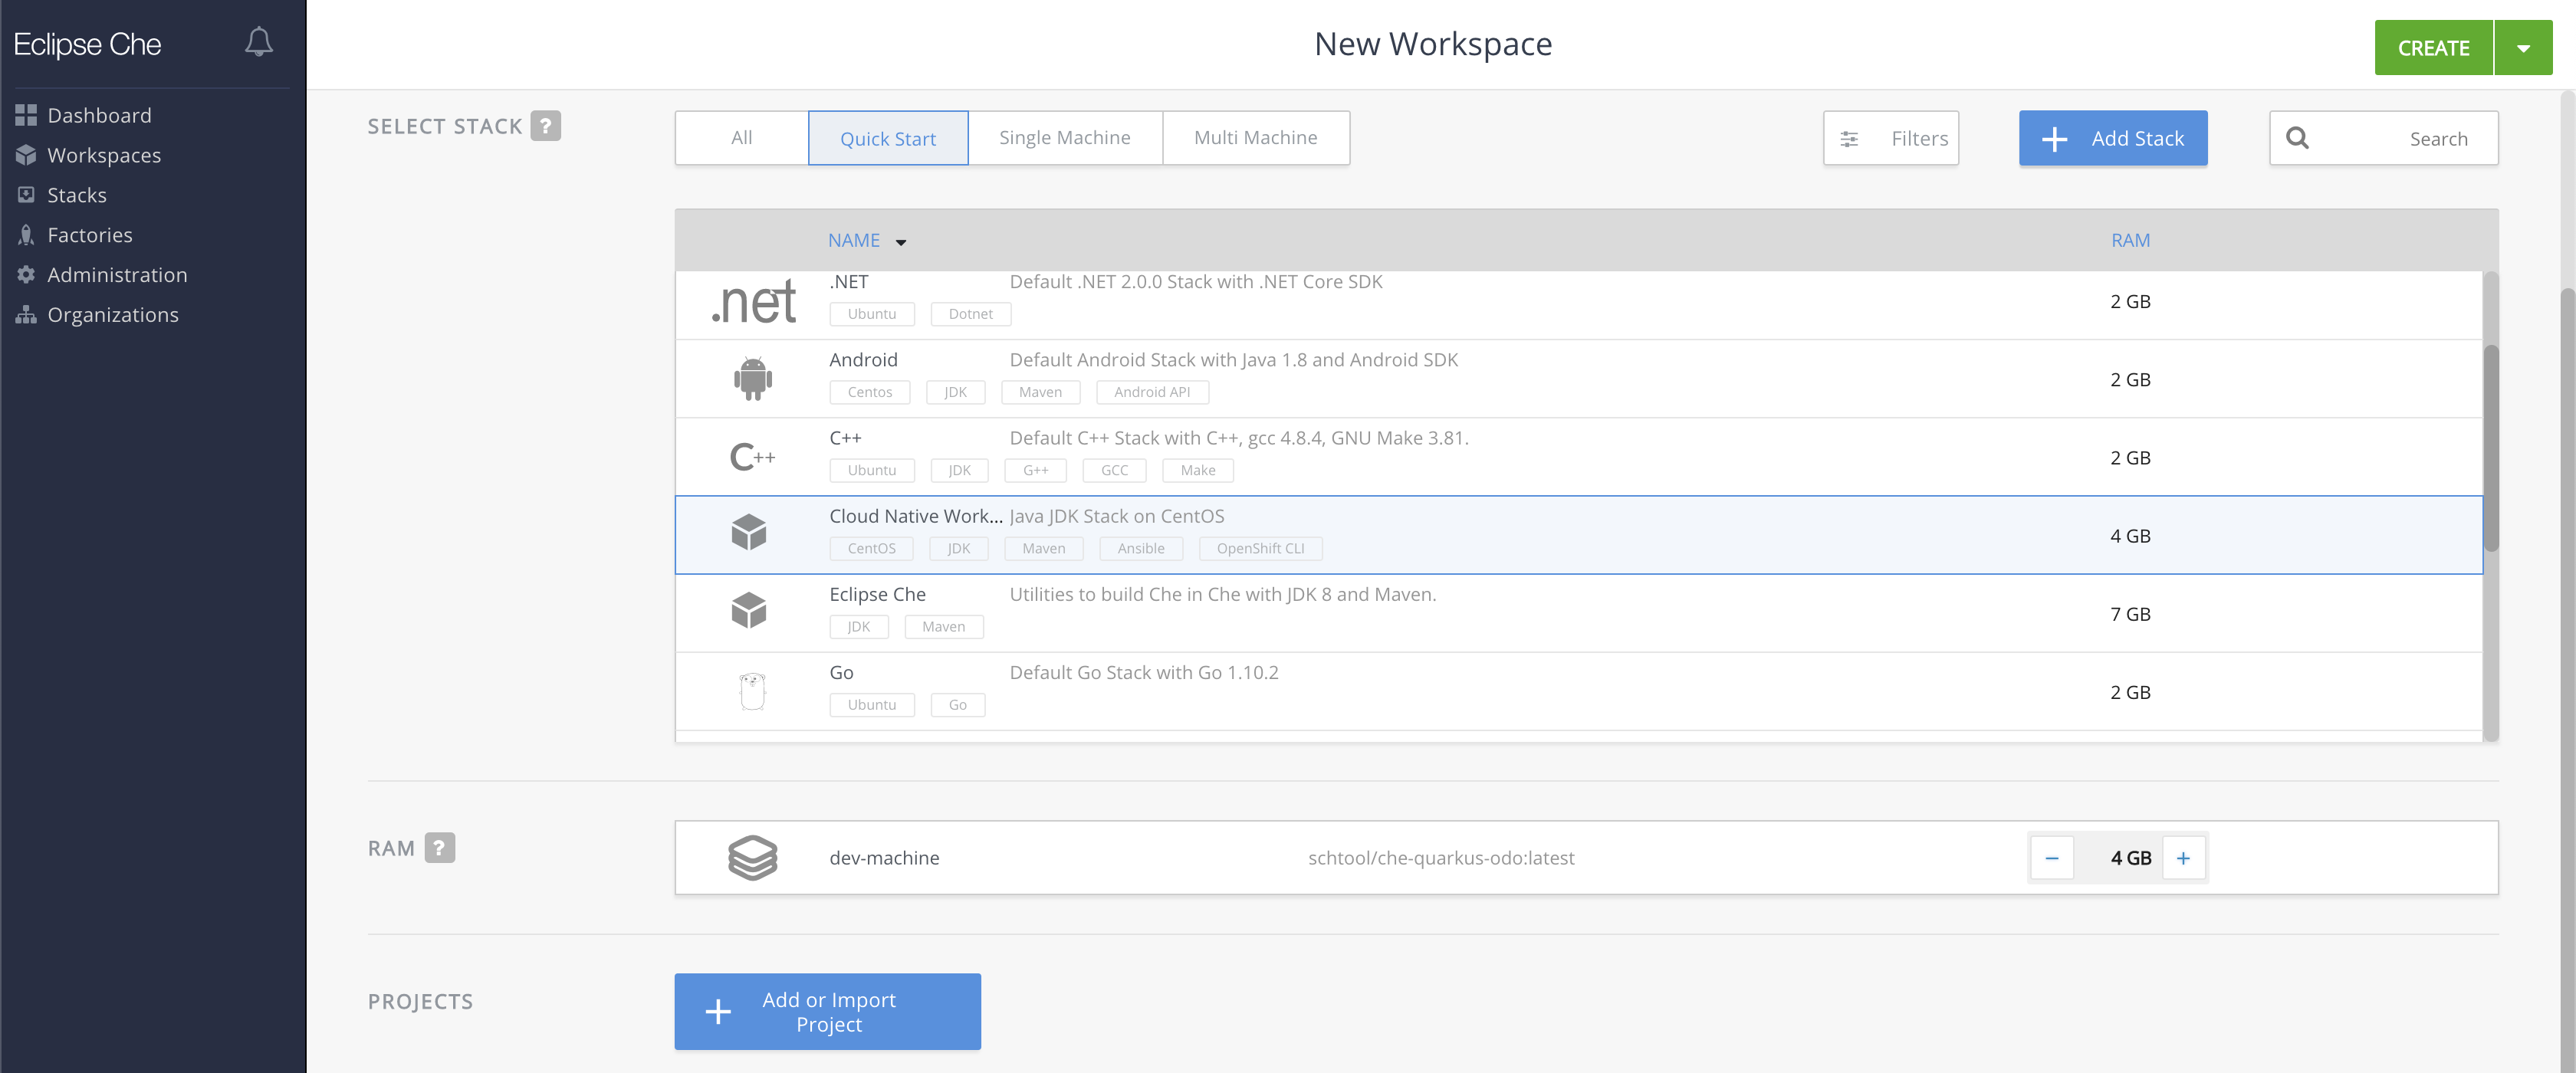 Eclipse Che
New Workspace
CREATE
Dashboard
Workspaces
Stacks
Factories
Administration
Organizations
SELECT STACK ?
All
Quick Start
Single Machine
Multi Machine
Filters
Add Stack
Search
NAME
RAM
.net
.NET
Default .NET 2.0.0 Stack with .NET Core SDK
Ubuntu
Dotnet
2 GB
Android
Default Android Stack with Java 1.8 and Android SDK
Centos
JDK
Maven
Android API
2 GB
C++
C++
Default C++ Stack with C++, gcc 4.8.4, GNU Make 3.81.
Ubuntu
JDK
G++
GCC
Make
2 GB
Cloud Native Work...
Java JDK Stack on CentOS
CentOS
JDK
Maven
Ansible
OpenShift CLI
4 GB
Eclipse Che
Utilities to build Che in Che with JDK 8 and Maven.
JDK
Maven
7 GB
Go
Default Go Stack with Go 1.10.2
Ubuntu
Go
2 GB
RAM ?
dev-machine
schtool/che-quarkus-odo:latest
− 4 GB +
PROJECTS
+ Add or Import
Project